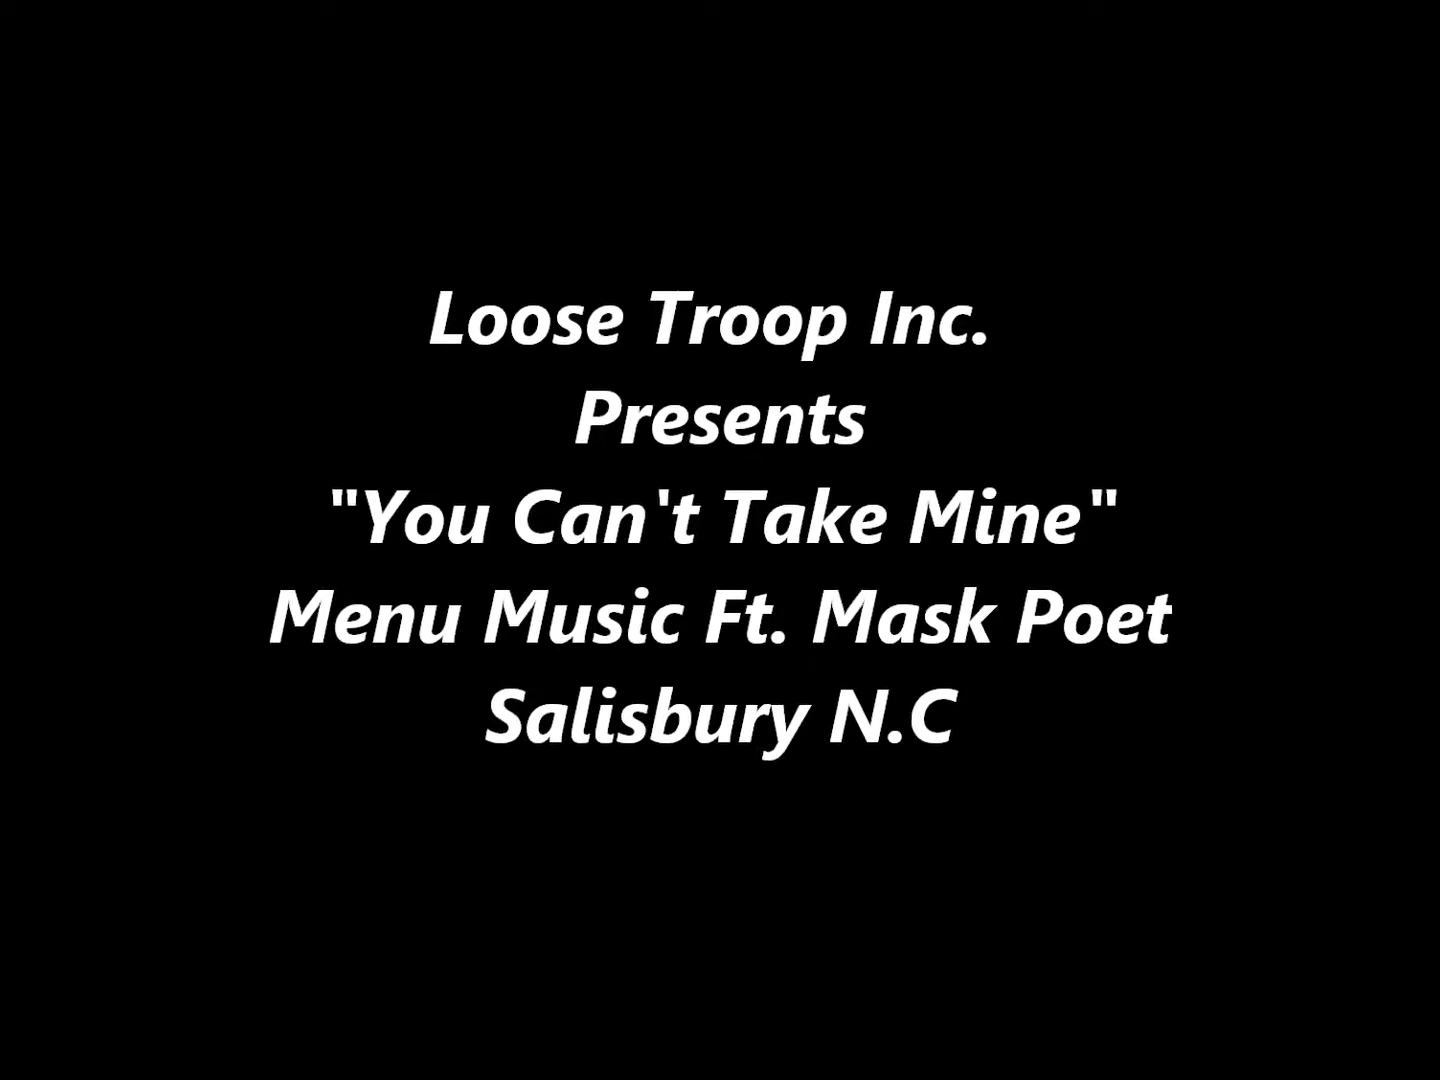 Loose Troop Inc.
Presents
"You Can't Take Mine"
Menu Music Ft. Mask Poet
Salisbury N.C